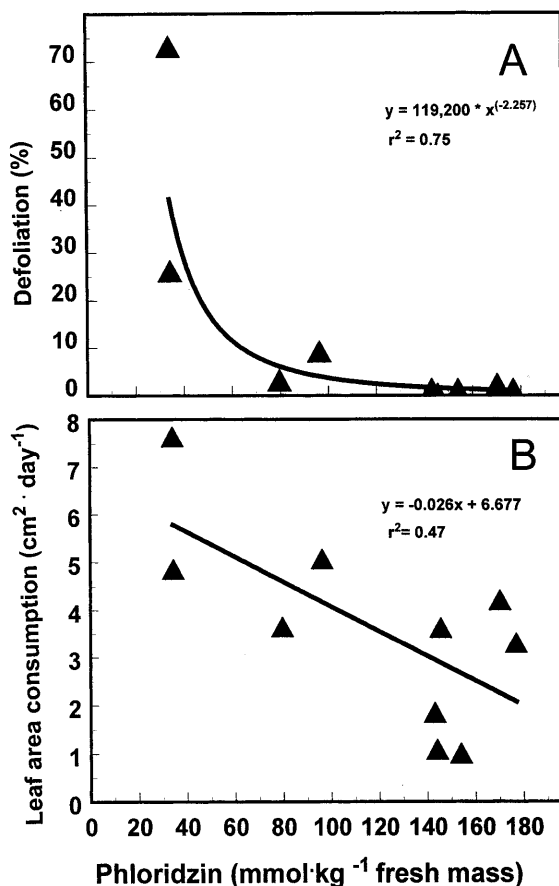 A
y = 119,200 * x(-2.257)
r2 = 0.75
Defoliation (%)
70
60
50
40
30
20
10
0
B
y = -0.026x + 6.677
r2= 0.47
Leaf area consumption (cm2 · day-1)
8
7
6
5
4
3
2
1
0
0 20 40 60 80 100 120 140 160 180
Phloridzin (mmol·kg -1 fresh mass)